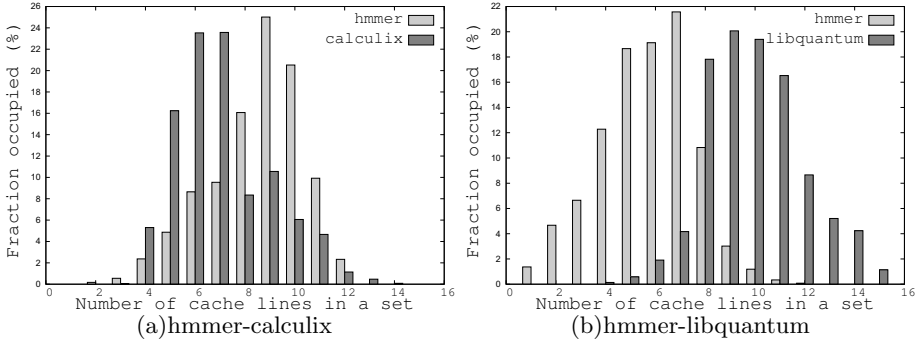 Fraction occupied (%)
26
24
22
20
18
16
14
12
10
8
6
4
2
0
hmmer
calculix
0 2 4 6 8 10 12 14 16
Number of cache lines in a set
(a)hmmer-calculix
Fraction occupied (%)
22
20
18
16
14
12
10
8
6
4
2
0
hmmer
libquantum
0 2 4 6 8 10 12 14 16
Number of cache lines in a set
(b)hmmer-libquantum